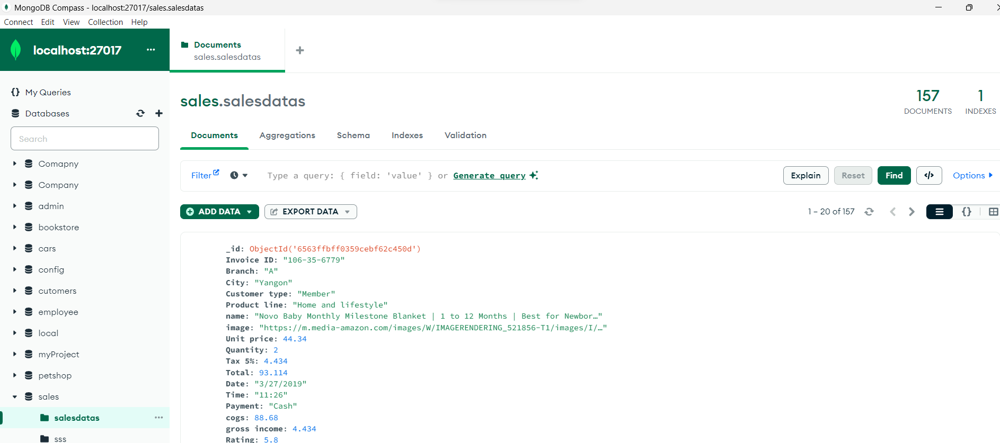 MongoDB Compass - localhost:27017/sales.salesdatas
Connect Edit View Collection Help
localhost:27017 ...
Documents
sales.salesdatas
+
{} My Queries
Databases
Search
Comapny
Company
admin
bookstore
cars
config
cutomers
employee
local
myProject
petshop
sales
salesdatas ...
sss
sales.salesdatas
157
DOCUMENTS
1
INDEXES
Documents Aggregations Schema Indexes Validation
Filter Type a query: { field: 'value' } or Generate query Explain Reset Find </> Options
ADD DATA EXPORT DATA 1 – 20 of 157 {}
_id: ObjectId('6563ffbff0359cebf62c450d')
Invoice ID: "106-35-6779"
Branch: "A"
City: "Yangon"
Customer type: "Member"
Product line: "Home and lifestyle"
name: "Novo Baby Monthly Milestone Blanket | 1 to 12 Months | Best for Newbor…"
image: "https://m.media-amazon.com/images/W/IMAGERENDERING_521856-T1/images/I/…"
Unit price: 44.34
Quantity: 2
Tax 5%: 4.434
Total: 93.114
Date: "3/27/2019"
Time: "11:26"
Payment: "Cash"
cogs: 88.68
gross income: 4.434
Rating: 5.8